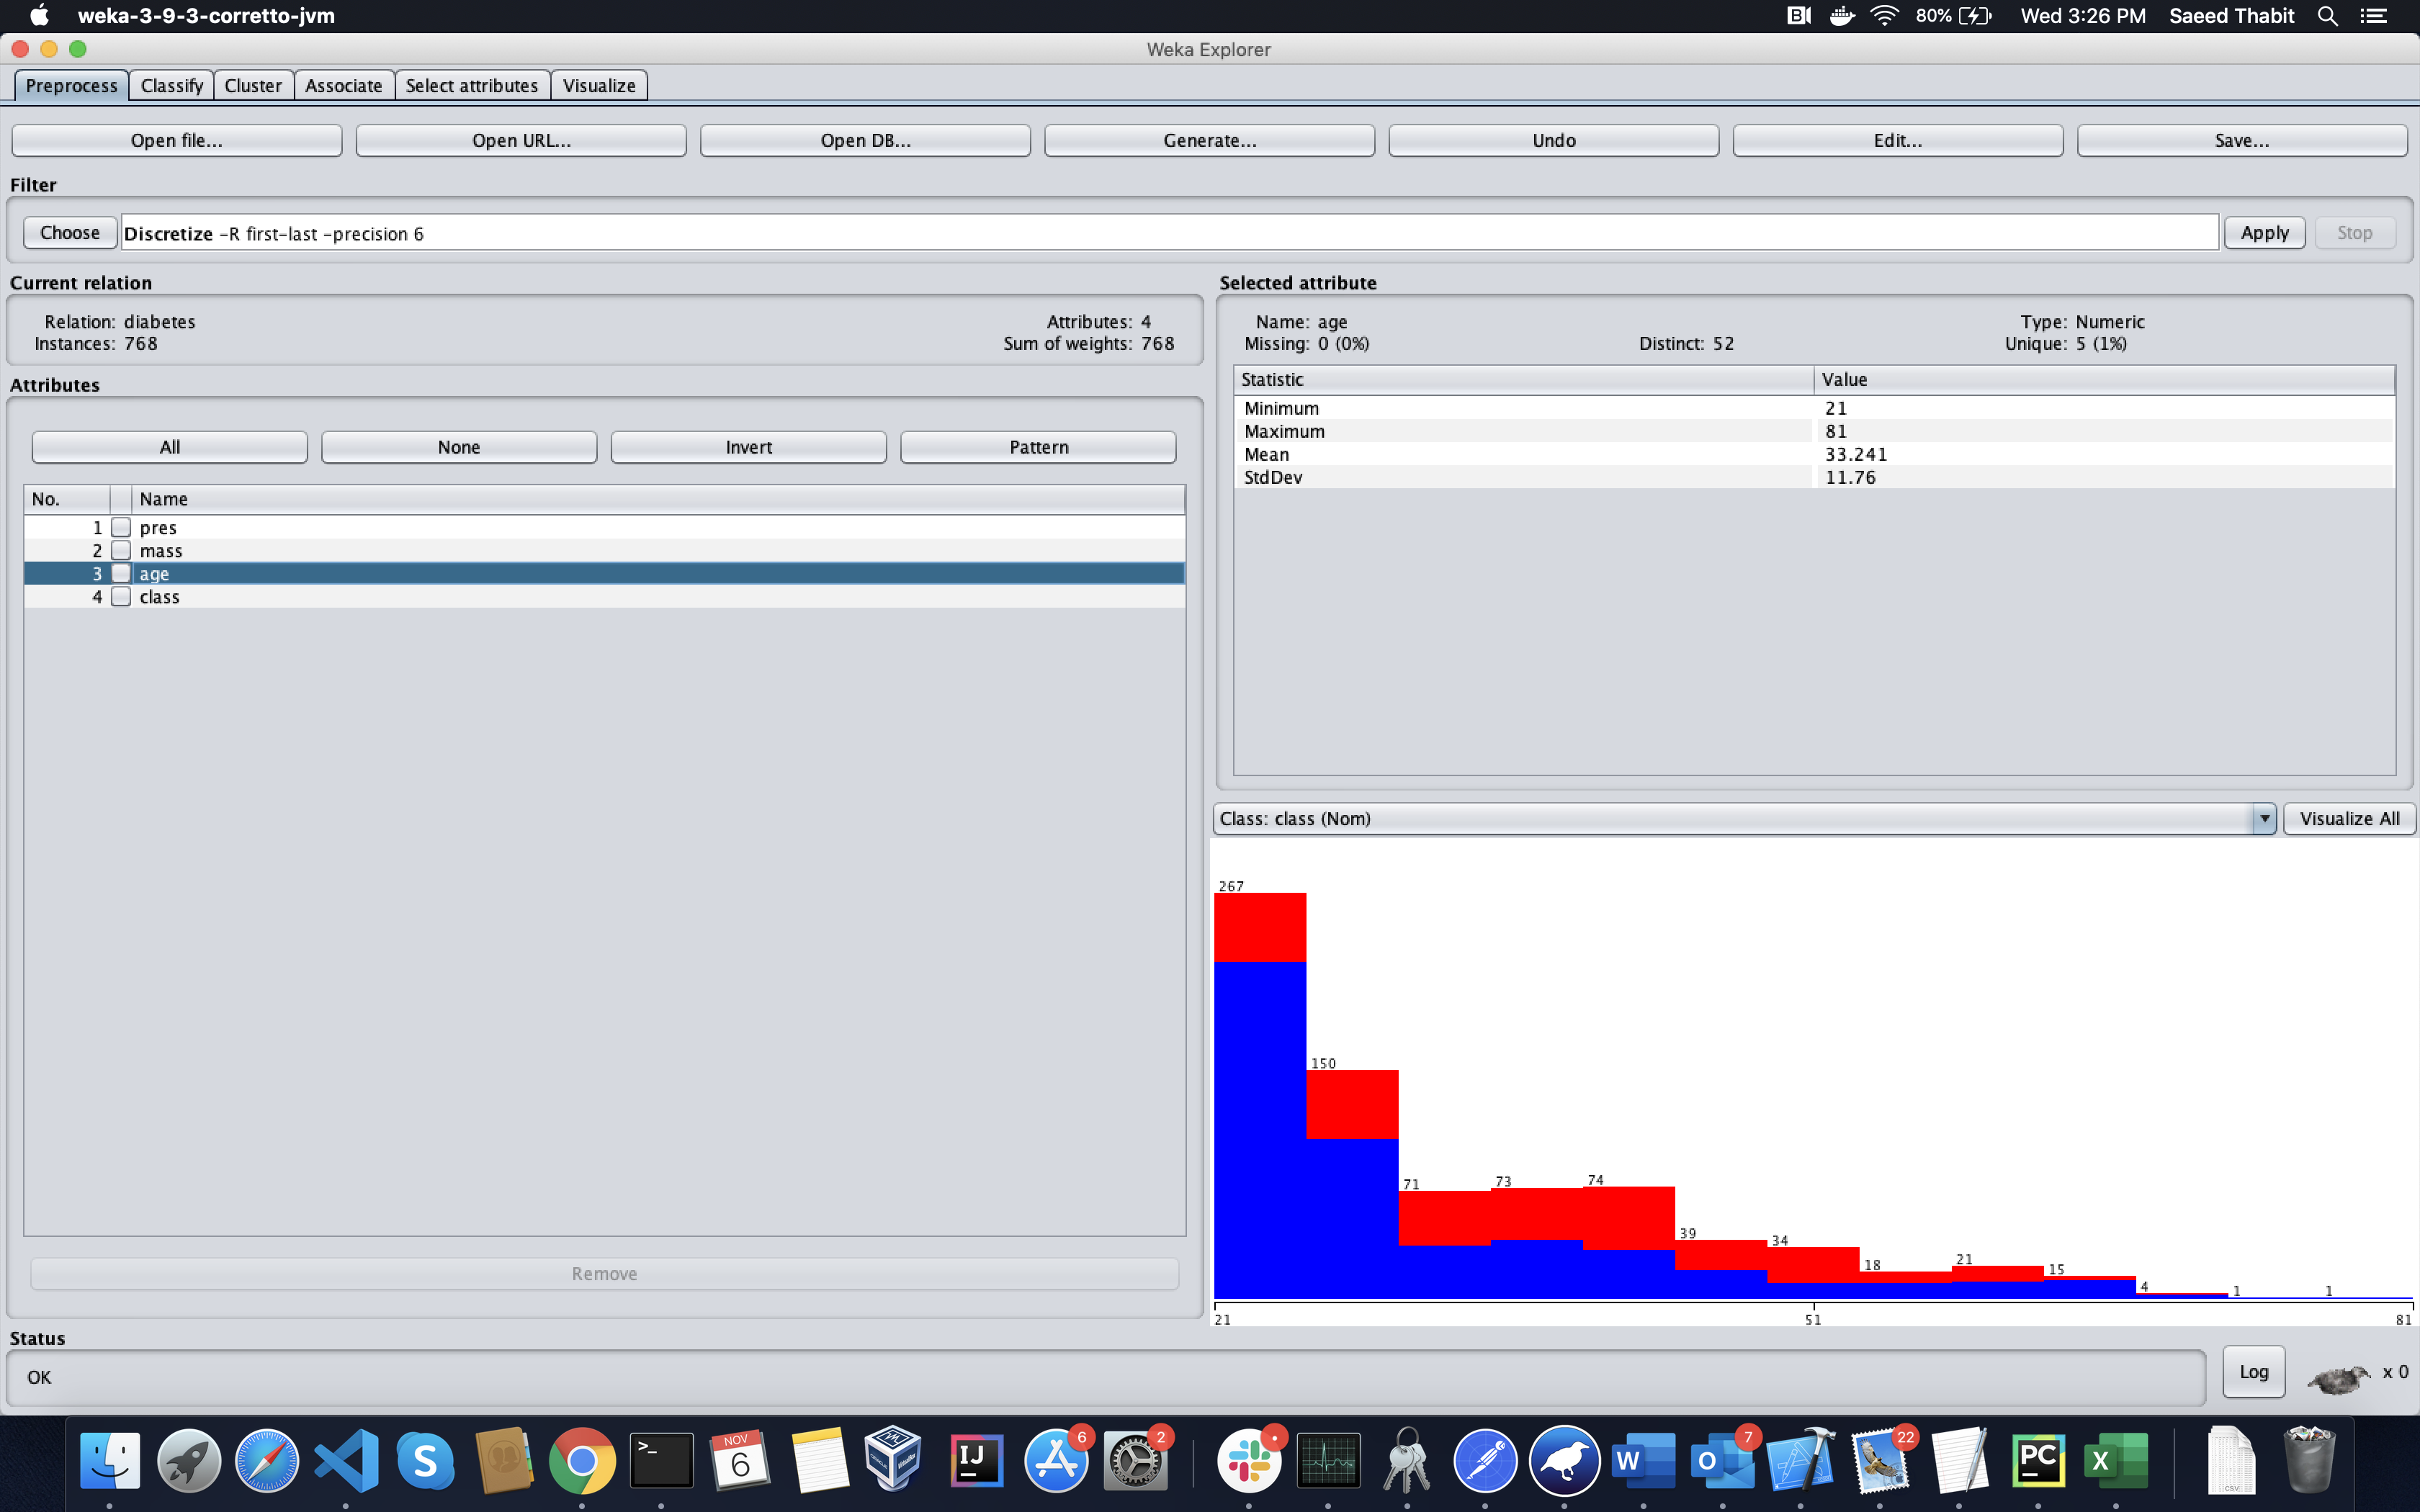 weka-3-9-3-corretto-jvm 80% Wed 3:26 PM Saeed Thabit
Weka Explorer
Preprocess Classify Cluster Associate Select attributes Visualize
Open file... Open URL... Open DB... Generate... Undo Edit... Save...
Filter
Choose Discretize -R first-last -precision 6 Apply Stop
Current relation
Relation: diabetes Attributes: 4
Instances: 768 Sum of weights: 768
Attributes
All None Invert Pattern
No. Name
1 pres
2 mass
3 age
4 class
Remove
Selected attribute
Name: age Type: Numeric
Missing: 0 (0%) Distinct: 52 Unique: 5 (1%)
Statistic Value
Minimum 21
Maximum 81
Mean 33.241
StdDev 11.76
Class: class (Nom) Visualize All
267
150
71 73 74
39 34 18 21 15 4 1 1
21 51 81
Status
OK
Log x 0
S >_ NOV 6 IJ 6 2 W O 7 22 PC X CSV